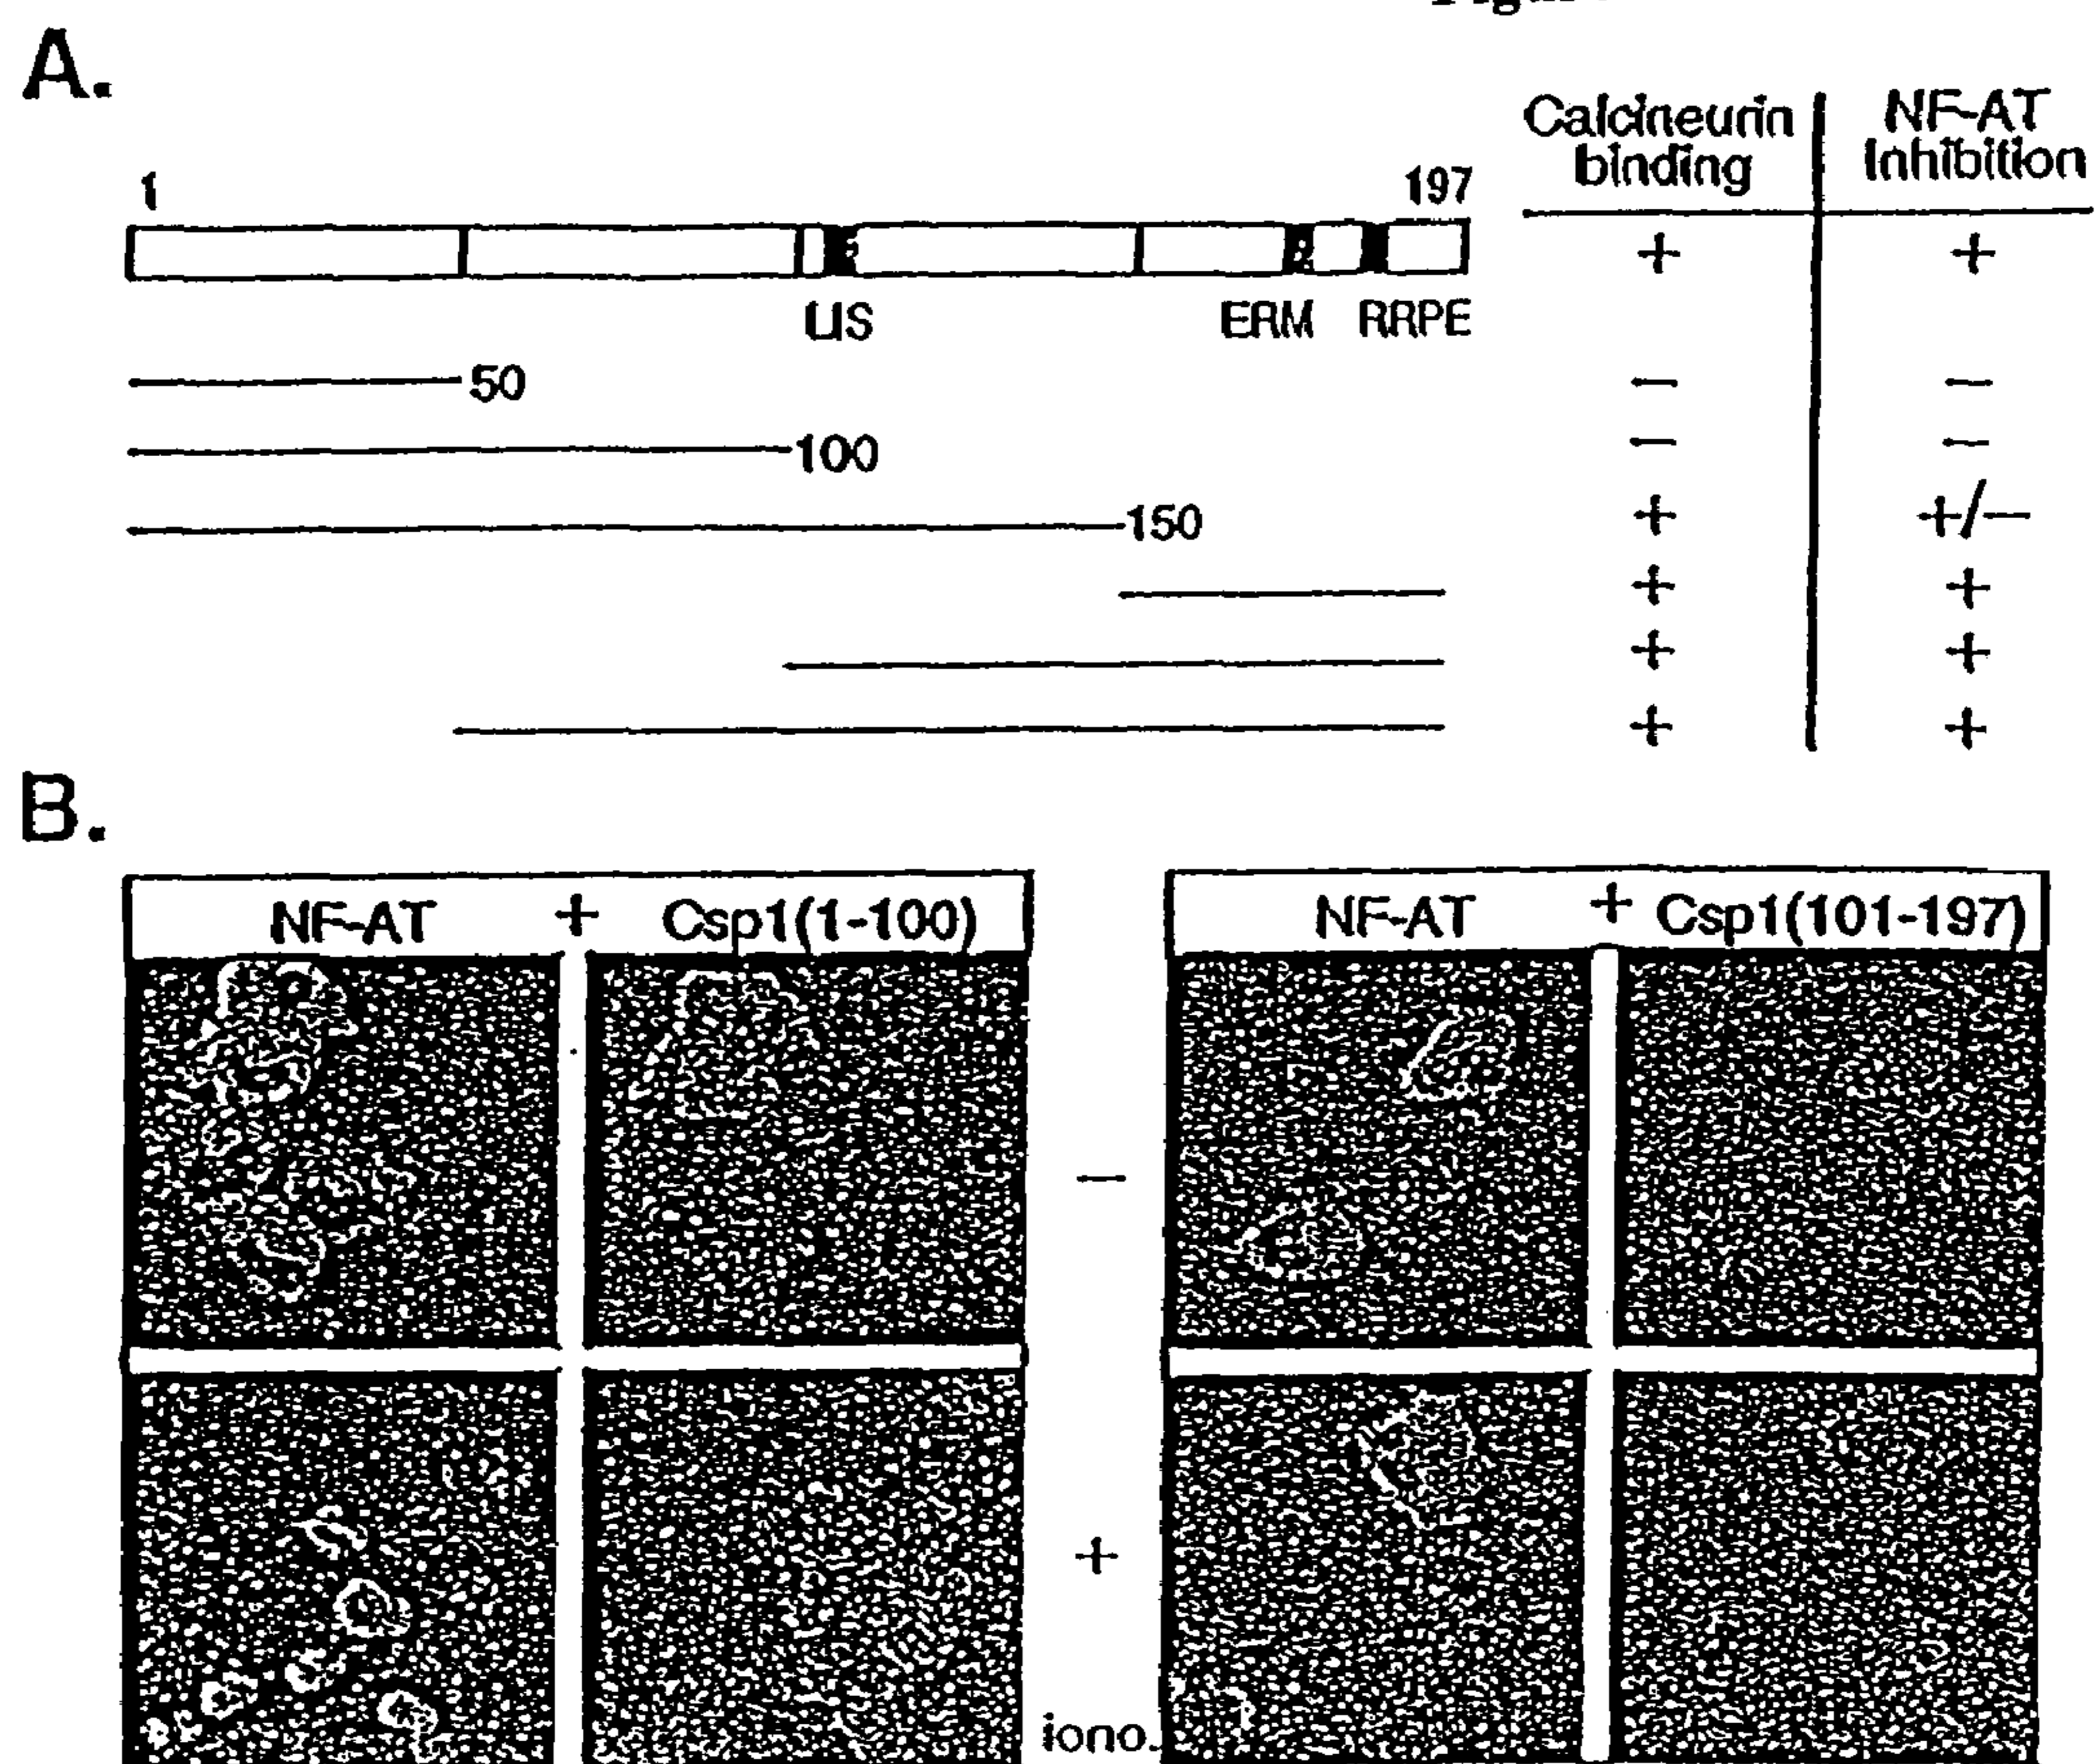 A.
Calcineurin binding
NF-AT Inhibition
1
197
+ +
LIS
ERM
RRPE
50 − −
100 − −
150 + +/−
+ +
+ +
+ +
B.
NF-AT + Csp1(1-100)
NF-AT + Csp1(101-197)
−
+
iono.